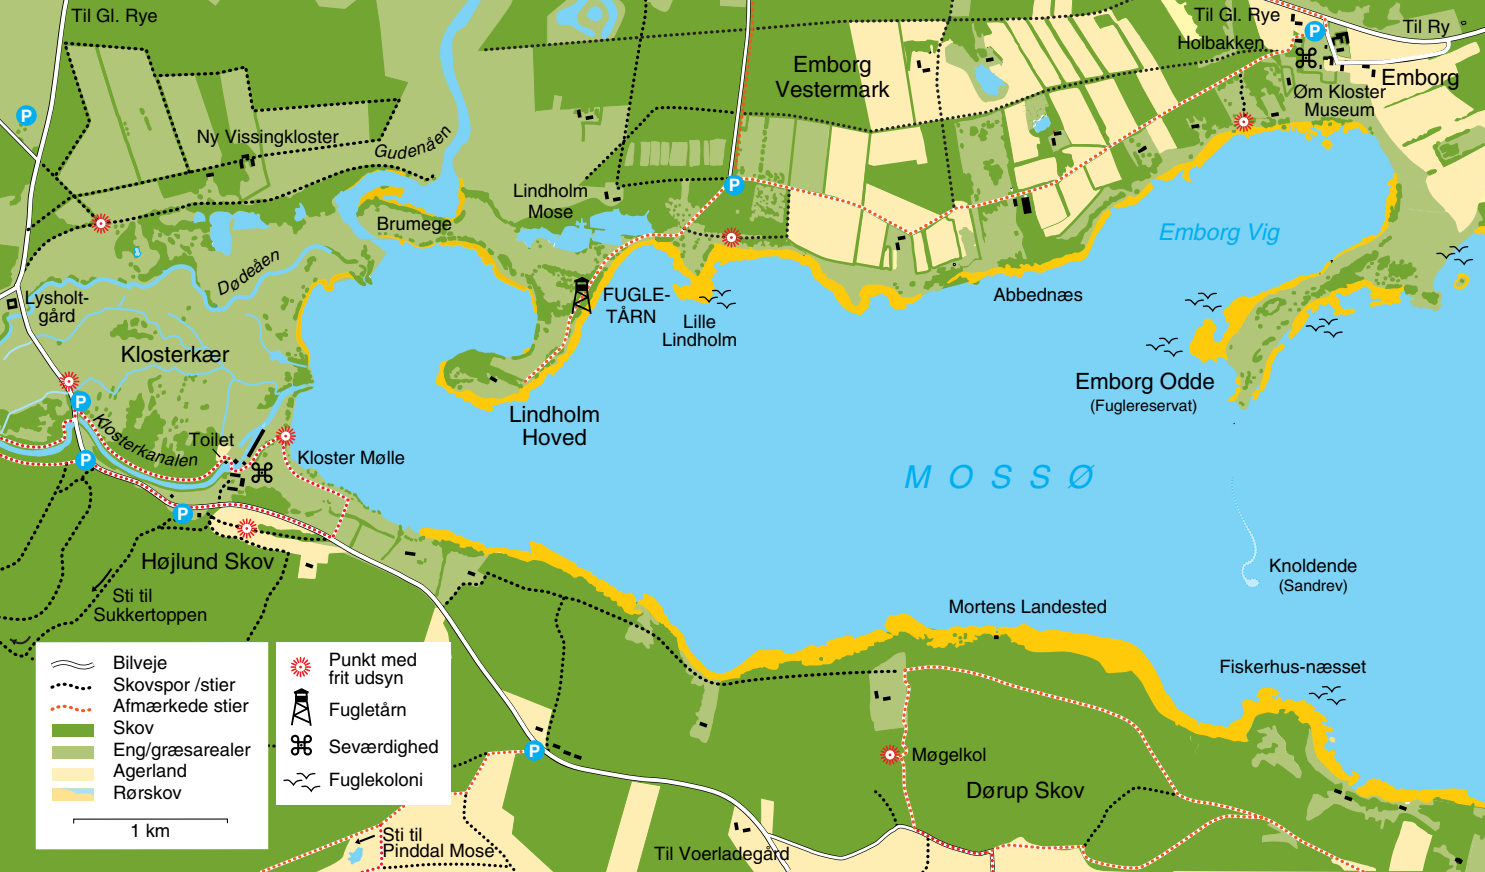 Til Gl. Rye
P
Ny Vissingkloster
Gudenåen
Brumege
Dødeåen
Lysholt-
gård
Klosterkær
P
Klosterkanalen
Toilet
P
Kloster Mølle
P
Højlund Skov
Sti til
Sukkertoppen
Lindholm
Mose
P
FUGLE-
TÅRN
Lille
Lindholm
Lindholm
Hoved
Emborg
Vestermark
Til Gl. Rye
P
Til Ry
Holbakken
Emborg
Øm Kloster
Museum
Emborg Vig
Abbednæs
Emborg Odde
(Fuglereservat)
MOSSØ
Knoldende
(Sandrev)
Mortens Landested
Fiskerhus-næsset
Møgelkol
Dørup Skov
P
Sti til
Pinddal Mose
Til Voerladegård
Bilveje
Skovspor /stier
Afmærkede stier
Skov
Eng/græsarealer
Agerland
Rørskov
1 km
Punkt med
frit udsyn
Fugletårn
Seværdighed
Fuglekoloni